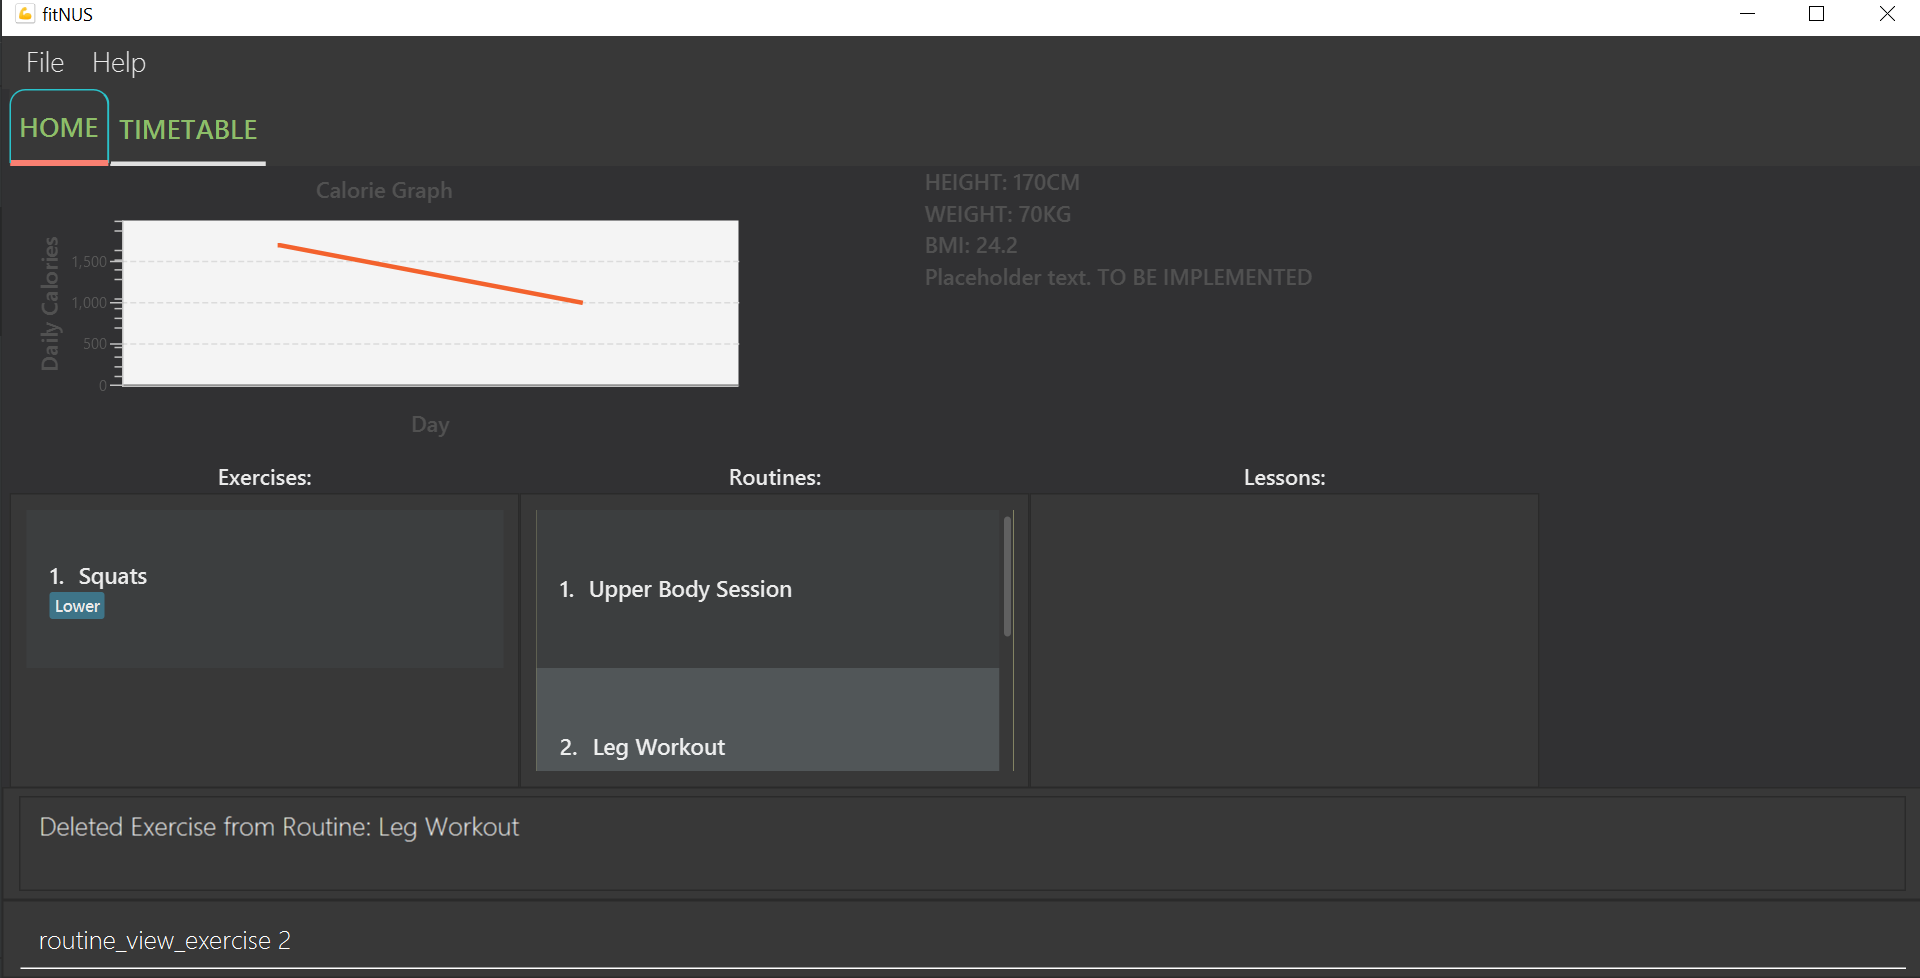 fitNUS
File Help
HOME TIMETABLE
Calorie Graph
Daily Calories
1,500
1,000
500
0
Day
HEIGHT: 170CM
WEIGHT: 70KG
BMI: 24.2
Placeholder text. TO BE IMPLEMENTED
Exercises:
1. Squats
Lower
Routines:
1. Upper Body Session
2. Leg Workout
Lessons:
Deleted Exercise from Routine: Leg Workout
routine_view_exercise 2